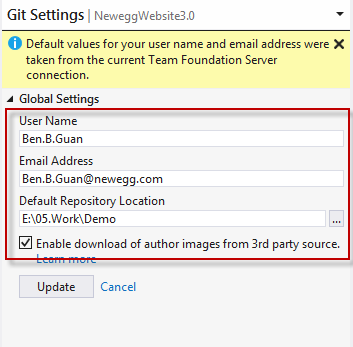 Git Settings | NeweggWebsite3.0
Default values for your user name and email address were
taken from the current Team Foundation Server
connection.
Global Settings
User Name
Ben.B.Guan
Email Address
Ben.B.Guan@newegg.com
Default Repository Location
E:\05.Work\Demo
...
Enable download of author images from 3rd party source.
Learn more
Update Cancel